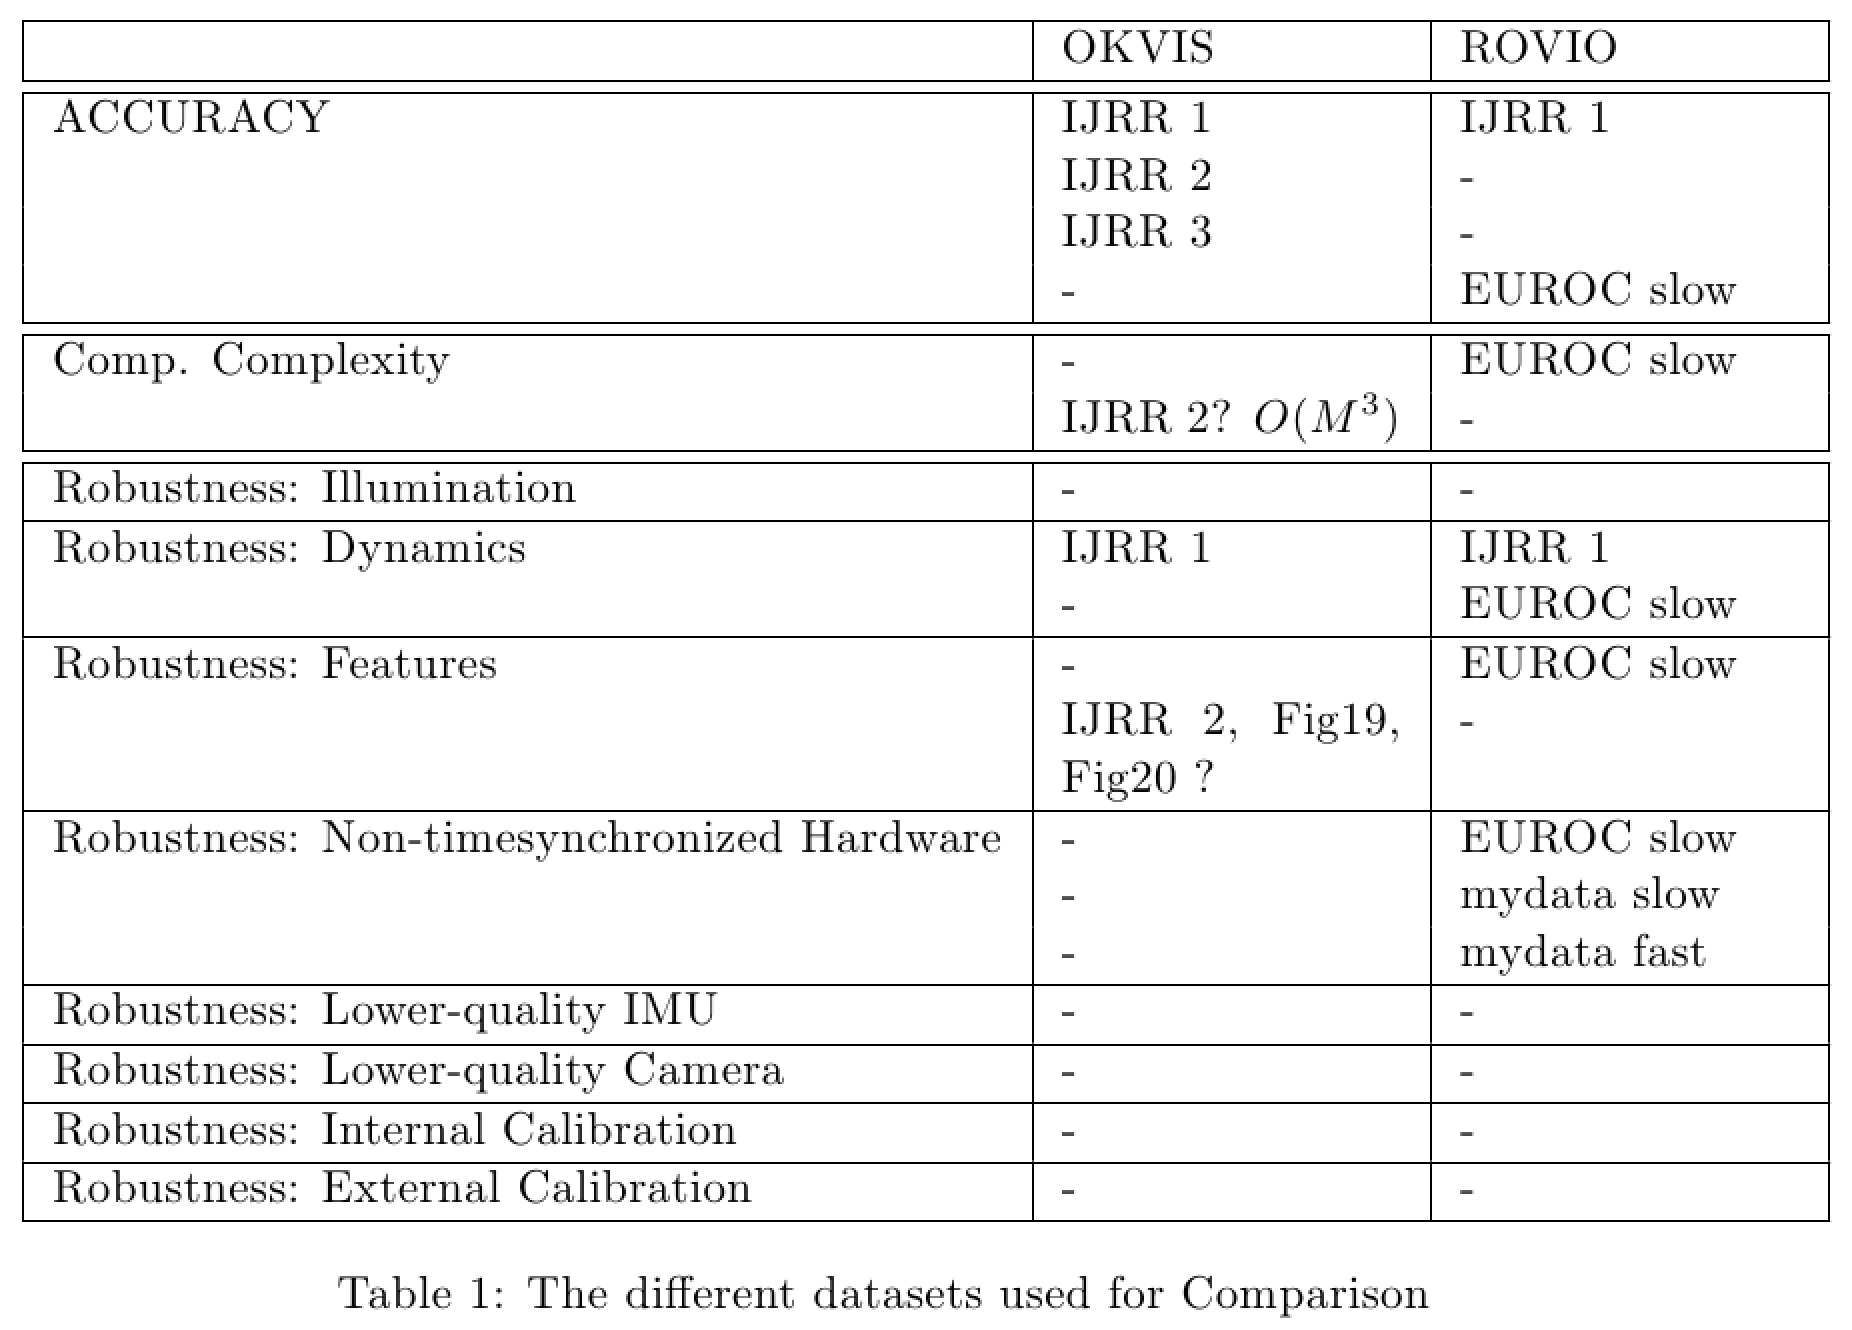 OKVIS ROVIO
ACCURACY IJRR 1 IJRR 1
IJRR 2 -
IJRR 3 -
- EUROC slow
Comp. Complexity - EUROC slow
IJRR 2? O(M³) -
Robustness: Illumination - -
Robustness: Dynamics IJRR 1 IJRR 1
- EUROC slow
Robustness: Features - EUROC slow
IJRR 2, Fig19, -
Fig20 ?
Robustness: Non-timesynchronized Hardware - EUROC slow
- mydata slow
- mydata fast
Robustness: Lower-quality IMU - -
Robustness: Lower-quality Camera - -
Robustness: Internal Calibration - -
Robustness: External Calibration - -
Table 1: The different datasets used for Comparison